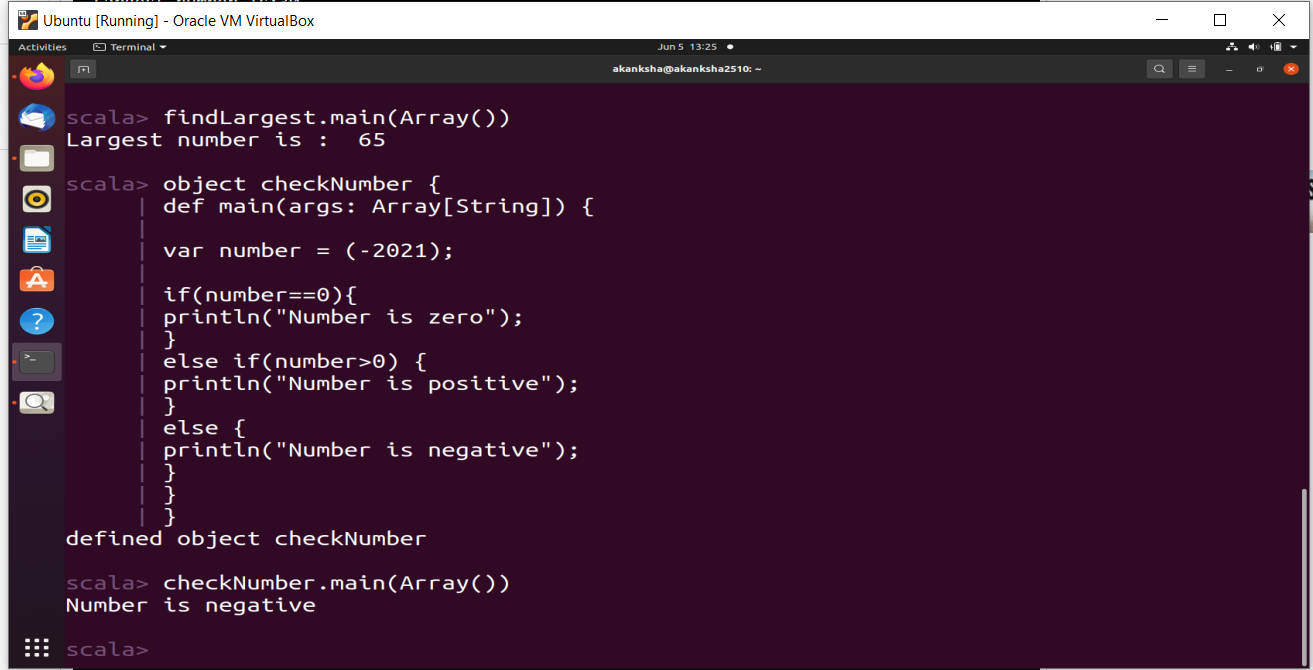 Ubuntu [Running] - Oracle VM VirtualBox
Activities Terminal Jun 5 13:25
akanksha@akanksha2510: ~
scala> findLargest.main(Array())
Largest number is :  65
scala> object checkNumber {
| def main(args: Array[String]) {
|
| var number = (-2021);
|
| if(number==0){
| println("Number is zero");
| }
| else if(number>0) {
| println("Number is positive");
| }
| else {
| println("Number is negative");
| }
| }
| }
defined object checkNumber
scala> checkNumber.main(Array())
Number is negative
scala>